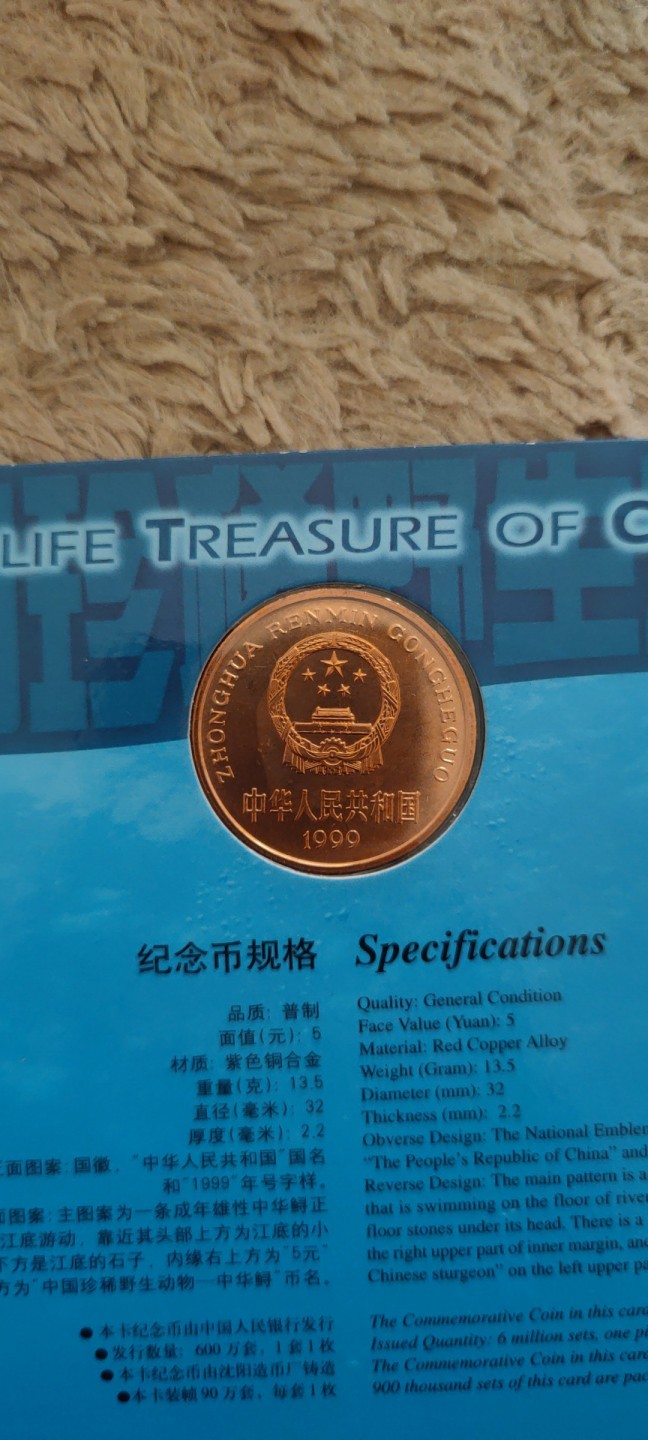 LIFE TREASURE OF C
珍稀野生
ZHONGHUA RENMIN GONGHEGUO
中华人民共和国
1999
纪念币规格
品质: 普制
面值(元): 5
材质: 紫色铜合金
重量(克): 13.5
直径(毫米): 32
厚度(毫米): 2.2
面图案: 国徽, "中华人民共和国"国名
和"1999"年号字样。
面图案: 主图案为一条成年雄性中华鲟正
江底游动, 靠近其头部上方为江底的小
下方是江底的石子, 内缘右上方为"5元"
方为"中国珍稀野生动物—中华鲟"币名。
● 本卡纪念币由中国人民银行发行
● 发行数量: 600万套, 1套1枚
● 本卡纪念币由沈阳造币厂铸造
● 本卡装帧90万套, 每套1枚
Specifications
Quality: General Condition
Face Value (Yuan): 5
Material: Red Copper Alloy
Weight (Gram): 13.5
Diameter (mm): 32
Thickness (mm): 2.2
Obverse Design: The National Emblem
"The People's Republic of China" and
Reverse Design: The main pattern is a
that is swimming on the floor of river
floor stones under its head. There is a
the right upper part of inner margin, and
Chinese sturgeon" on the left upper pa
The Commemorative Coin in this card
Issued Quantity: 6 million sets, one pi
The Commemorative Coin in this card
900 thousand sets of this card are pac